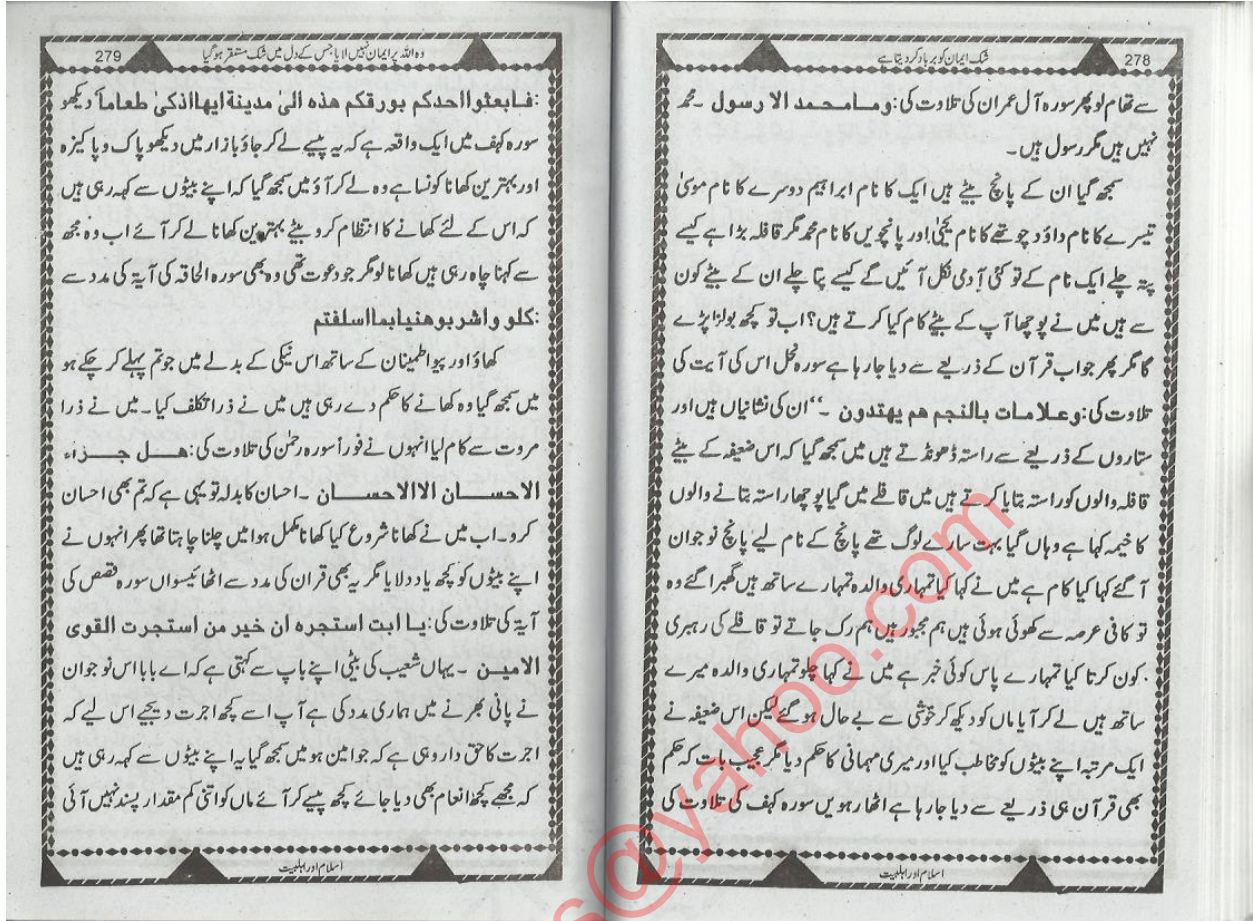 شک ایمان کو برباد کر دیتا ہے
278
سے تھام لو پھر سورہ آل عمران کی تلاوت کی: ومامحمد الا رسول ۔ محمد
نہیں ہیں مگر رسول ہیں۔
سمجھ گیا ان کے پانچ بیٹے ہیں ایک کا نام ابراہیم دوسرے کا نام موسیٰ
تیسرے کا نام داؤد چوتھے کا نام یحییٰ اور پانچویں کا نام محمد مگر قافلہ بڑا ہے کیسے
پتہ چلے ایک نام کے تو کئی آدمی نکل آئیں گے کیسے پتا چلے ان کے بیٹے کون
سے ہیں میں نے پوچھا آپ کے بیٹے کام کیا کرتے ہیں؟ اب تو کچھ بولنا پڑے
گا مگر پھر جواب قرآن کے ذریعے سے دیا جا رہا ہے سورہ نحل اس کی آیت کی
تلاوت کی: وعلامات بالنجم هم يهتدون ۔‘‘ ان کی نشانیاں ہیں اور
ستاروں کے ذریعے سے راستہ ڈھونڈتے ہیں میں سمجھ گیا کہ اس ضعیفہ کے بیٹے
قافلہ والوں کو راستہ بتایا کرتے ہیں میں قافلے میں گیا پوچھا راستہ بتانے والوں
کا خیمہ کہا ہے وہاں گیا بہت سارے لوگ تھے پانچ کے نام لیے پانچ نوجوان
آگئے کہا کیا کام ہے میں نے کہا کیا تمہاری والدہ تمہارے ساتھ ہیں گھبرا گئے وہ
تو کافی عرصہ سے کھوئی ہوئی ہیں ہم مجبور ہیں ہم رک جاتے تو قافلے کی رہبری
کون کرتا کیا تمہارے پاس کوئی خبر ہے میں نے کہا چلو تمہاری والدہ میرے
ساتھ ہیں لے کر آیا ماں کو دیکھ کر خوشی سے بے حال ہو گئے لیکن اس ضعیفہ نے
ایک مرتبہ اپنے بیٹوں کو مخاطب کیا اور میری مہمانی کا حکم دیا مگر عجیب بات کہ حکم
بھی قرآن ہی ذریعے سے دیا جا رہا ہے اٹھارھویں سورہ کہف کی تلاوت کی
اسلام اور اہلبیت
وہ اللہ پر ایمان نہیں لایا جس کے دل میں شک مستقر ہو گیا
279
:فابعثوا احدكم بورقكم هذه الیٰ مدينة ايهااذكیٰ طعاماً دیکھو
سورہ کہف میں ایک واقعہ ہے کہ یہ پیسے لے کر جاؤ بازار میں دیکھو پاک و پاکیزہ
اور بہترین کھانا کونسا ہے وہ لے کر آؤ میں سمجھ گیا کہ اپنے بیٹوں سے کہہ رہی ہیں
کہ اس کے لئے کھانے کا انتظام کرو بیٹے بہترین کھانا لے کر آئے اب وہ مجھ
سے کہنا چاہ رہی ہیں کھانا لو مگر جو دعوت تھی وہ بھی سورہ الحاقہ کی آیۃ کی مدد سے
:كلو واشربوهنيابمااسلفتم
کھاؤ اور پیو اطمینان کے ساتھ اس نیکی کے بدلے میں جو تم پہلے کر چکے ہو
میں سمجھ گیا وہ کھانے کا حکم دے رہی ہیں میں نے ذرا تکلف کیا ۔ میں نے ذرا
مروت سے کام لیا انہوں نے فوراً سورہ رحمٰن کی تلاوت کی: هل جزاء
الاحسان الاالاحسان ۔ احسان کا بدلہ تو یہی ہے کہ تم بھی احسان
کرو۔ اب میں نے کھانا شروع کیا کھانا مکمل ہوا میں چلنا چاہتا تھا پھر انہوں نے
اپنے بیٹوں کو کچھ یاد دلایا مگر یہ بھی قران کی مدد سے اٹھائیسواں سورہ قصص کی
آیۃ کی تلاوت کی: يا ابت استجره ان خير من استجرت القوى
الامين ۔ یہاں شعیب کی بیٹی اپنے باپ سے کہتی ہے کہ اے بابا اس نوجوان
نے پانی بھرنے میں ہماری مدد کی ہے آپ اسے کچھ اجرت دیجیے اس لیے کہ
اجرت کا حق دار وہی ہے کہ جو امین ہو میں سمجھ گیا یہ اپنے بیٹوں سے کہہ رہی ہیں
کہ مجھے کچھ انعام بھی دیا جائے کچھ پیسے کر آئے ماں کو اتنی کم مقدار پسند نہیں آئی
اسلام اور اہلبیت
s@yahoo.com